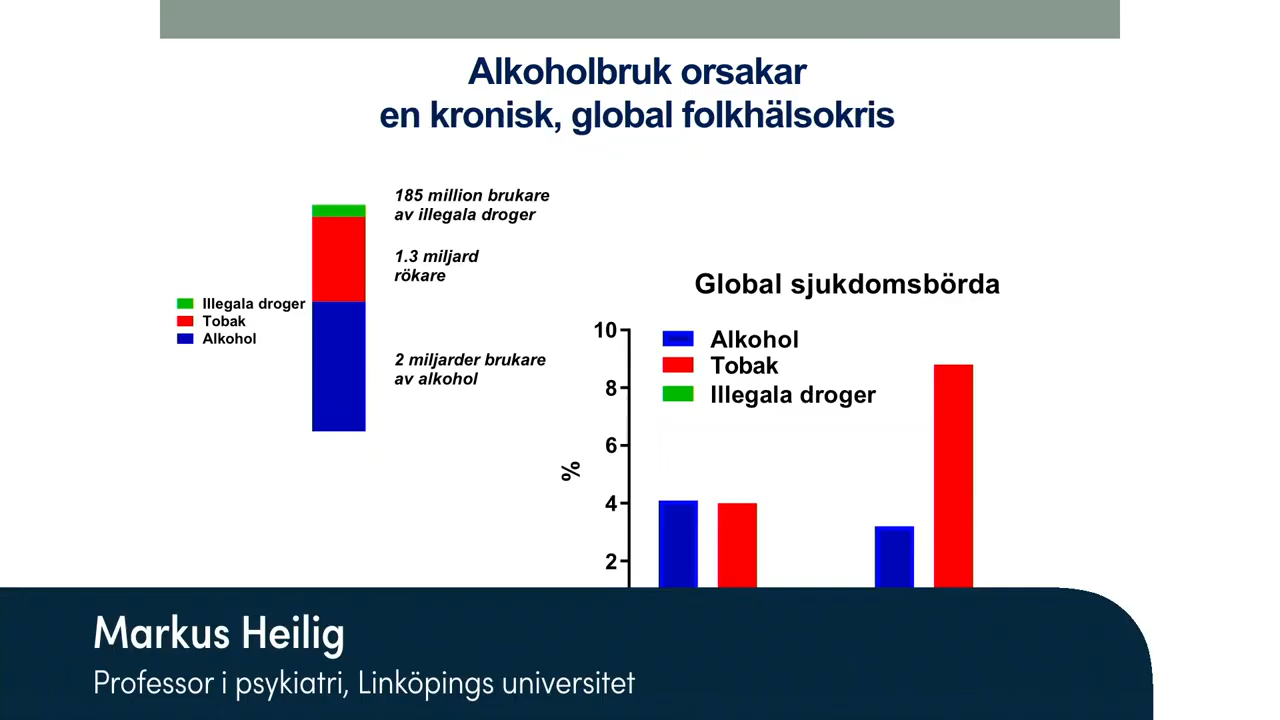 Alkoholbruk orsakar
en kronisk, global folkhälsokris
185 million brukare
av illegala droger
1.3 miljard
rökare
2 miljarder brukare
av alkohol
Illegala droger
Tobak
Alkohol
Global sjukdomsbörda
Alkohol
Tobak
Illegala droger
10
8
6
4
2
%
Markus Heilig
Professor i psykiatri, Linköpings universitet